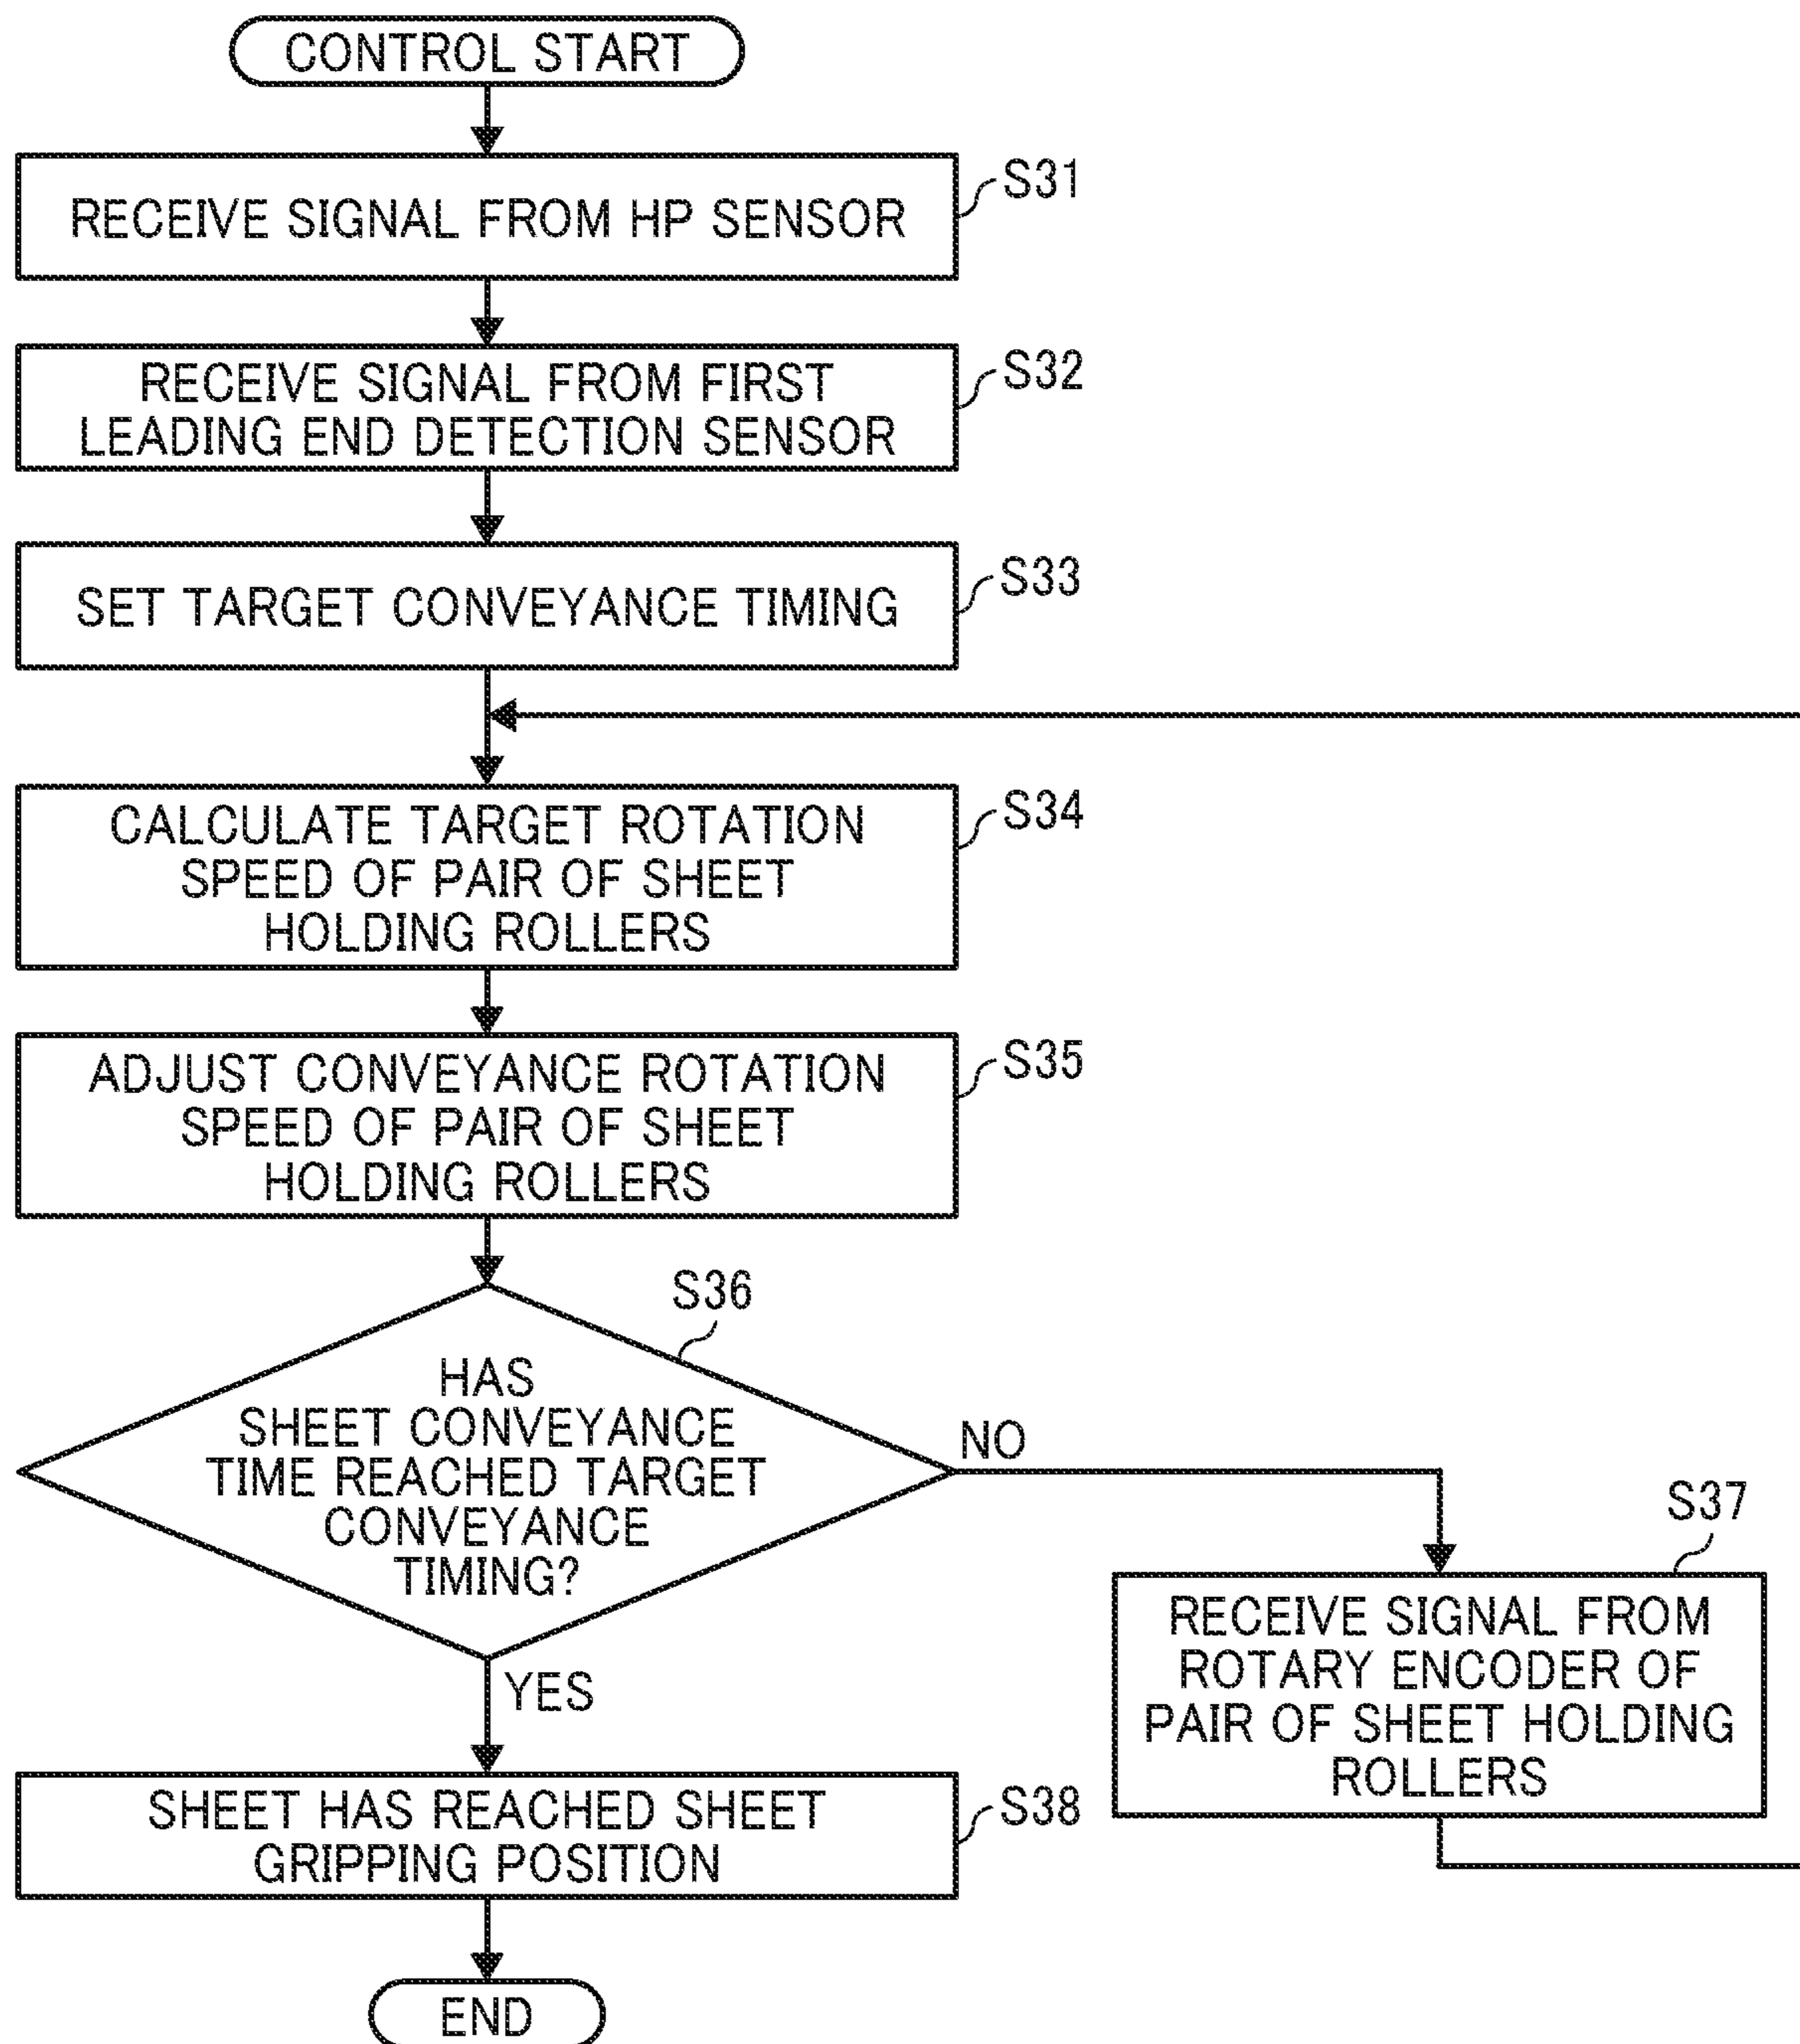 CONTROL START
RECEIVE SIGNAL FROM HP SENSOR
S31
RECEIVE SIGNAL FROM FIRST
LEADING END DETECTION SENSOR
S32
SET TARGET CONVEYANCE TIMING
S33
CALCULATE TARGET ROTATION
SPEED OF PAIR OF SHEET
HOLDING ROLLERS
S34
ADJUST CONVEYANCE ROTATION
SPEED OF PAIR OF SHEET
HOLDING ROLLERS
S35
S36
HAS
SHEET CONVEYANCE
TIME REACHED TARGET
CONVEYANCE
TIMING?
NO
S37
RECEIVE SIGNAL FROM
ROTARY ENCODER OF
PAIR OF SHEET HOLDING
ROLLERS
YES
SHEET HAS REACHED SHEET
GRIPPING POSITION
S38
END